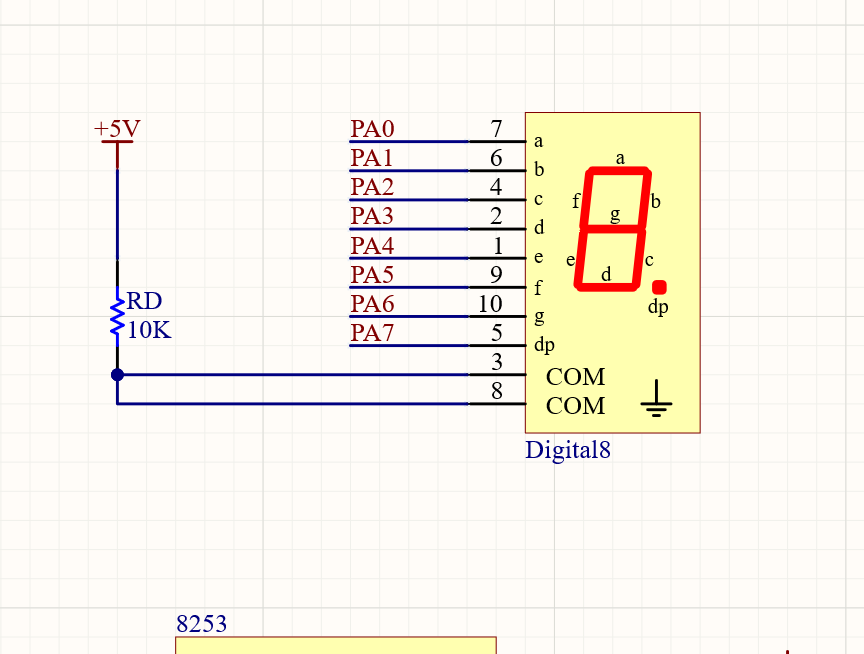 +5V
RD
10K
PA0 7 a
PA1 6 b
PA2 4 c
PA3 2 d
PA4 1 e
PA5 9 f
PA6 10 g
PA7 5 dp
3 COM
8 COM
a
f b
g
e c
d
dp
Digital8
8253